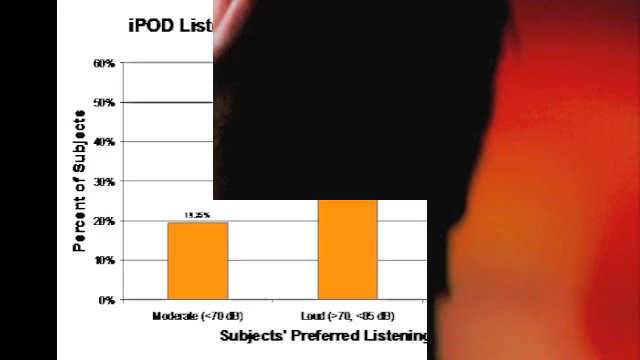 iPOD List
60%
50%
40%
30%
20%
10%
0%
Percent of Subjects
Moderate (<70 dB)
Loud (>70, <85 dB)
Subjects' Preferred Listening